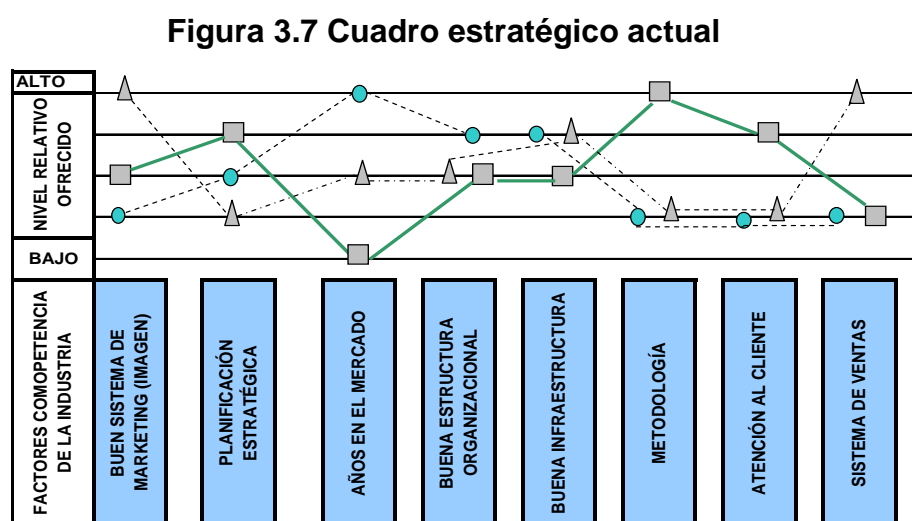 Figura 3.7 Cuadro estratégico actual
ALTO
NIVEL RELATIVO
OFRECIDO
BAJO
FACTORES COMOPETENCIA
DE LA INDUSTRIA
BUEN SISTEMA DE
MARKETING (IMAGEN)
PLANIFICACIÓN
ESTRATÉGICA
AÑOS EN EL MERCADO
BUENA ESTRUCTURA
ORGANIZACIONAL
BUENA INFRAESTRUCTURA
METODOLOGÍA
ATENCIÓN AL CLIENTE
SISTEMA DE VENTAS